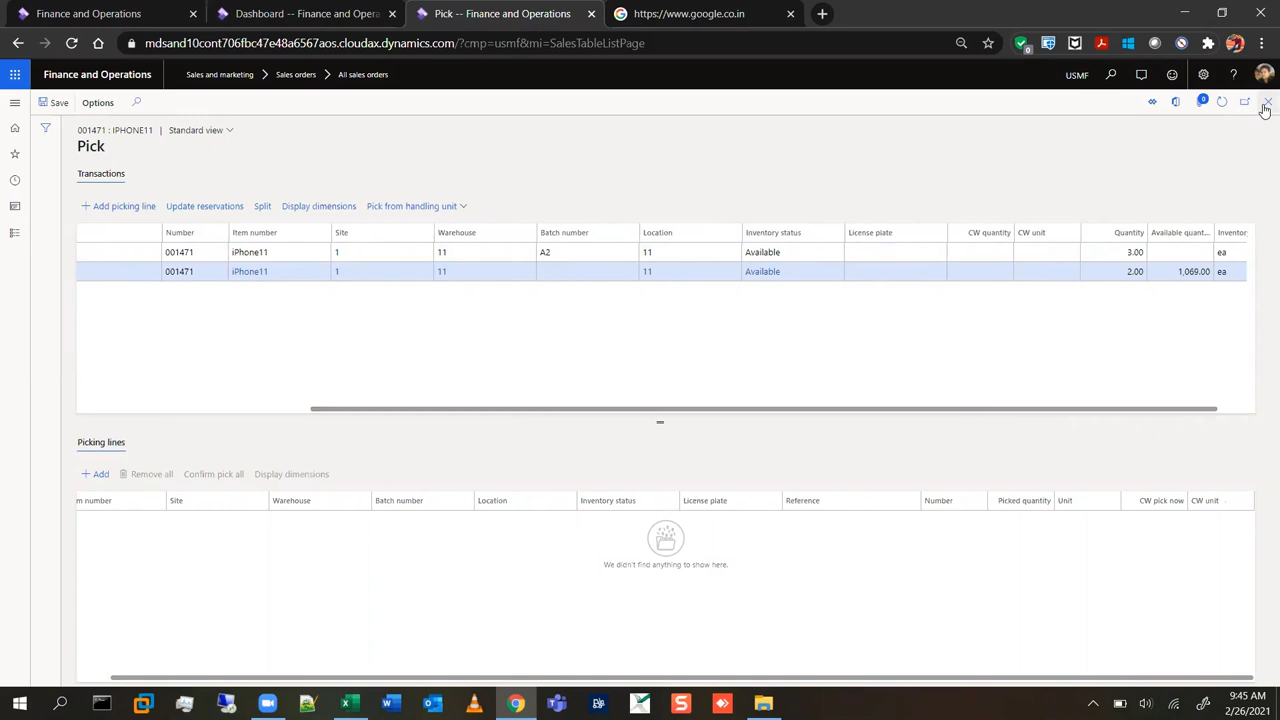 Finance and Operations
Dashboard -- Finance and Opera
Pick -- Finance and Operations
https://www.google.co.in
mdsand10cont706fbc47e48a6567aos.cloudax.dynamics.com/?cmp=usmf&mi=SalesTableListPage
0
Finance and Operations
Sales and marketing
Sales orders
All sales orders
USMF
?
Save
Options
0
001471 : IPHONE11 | Standard view
Pick
Transactions
Add picking line
Update reservations
Split
Display dimensions
Pick from handling unit
Number Item number Site Warehouse Batch number Location Inventory status License plate CW quantity CW unit Quantity Available quant... Inventor
001471 iPhone11 1 11 A2 11 Available 3.00 ea
001471 iPhone11 1 11 11 Available 2.00 1,069.00 ea
Picking lines
Add
Remove all
Confirm pick all
Display dimensions
m number Site Warehouse Batch number Location Inventory status License plate Reference Number Picked quantity Unit CW pick now CW unit
We didn't find anything to show here.
9:45 AM
2/26/2021